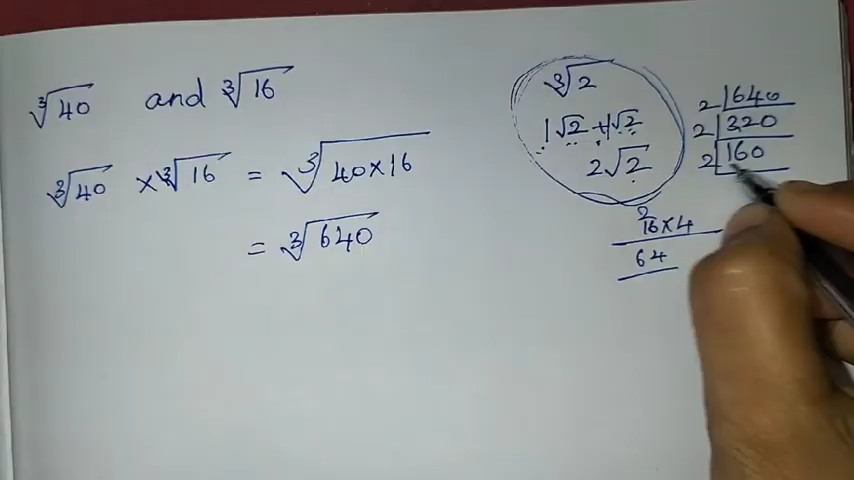 ∛40 and ∛16
∛40 × ∛16 = ∛40×16
= ∛640
∛2
1√2 + 1√2
2√2
2 | 640
2 | 320
2 | 160
2
16×4
64